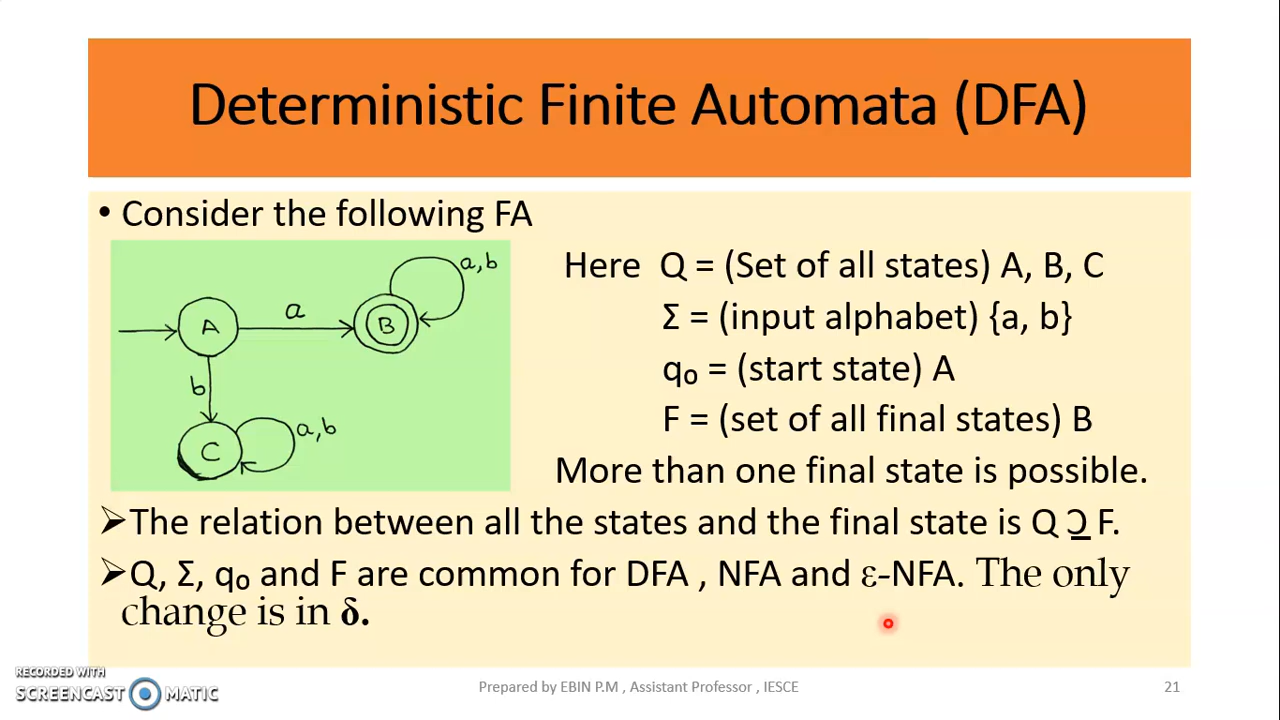 Deterministic Finite Automata (DFA)
• Consider the following FA
a, b
A
a
B
b
C
a, b
Here Q = (Set of all states) A, B, C
Σ = (input alphabet) {a, b}
q₀ = (start state) A
F = (set of all final states) B
More than one final state is possible.
➢The relation between all the states and the final state is Q ⊇ F.
➢Q, Σ, q₀ and F are common for DFA , NFA and ε-NFA. The only
change is in δ.
RECORDED WITH
SCREENCAST MATIC
Prepared by EBIN P.M , Assistant Professor , IESCE
21